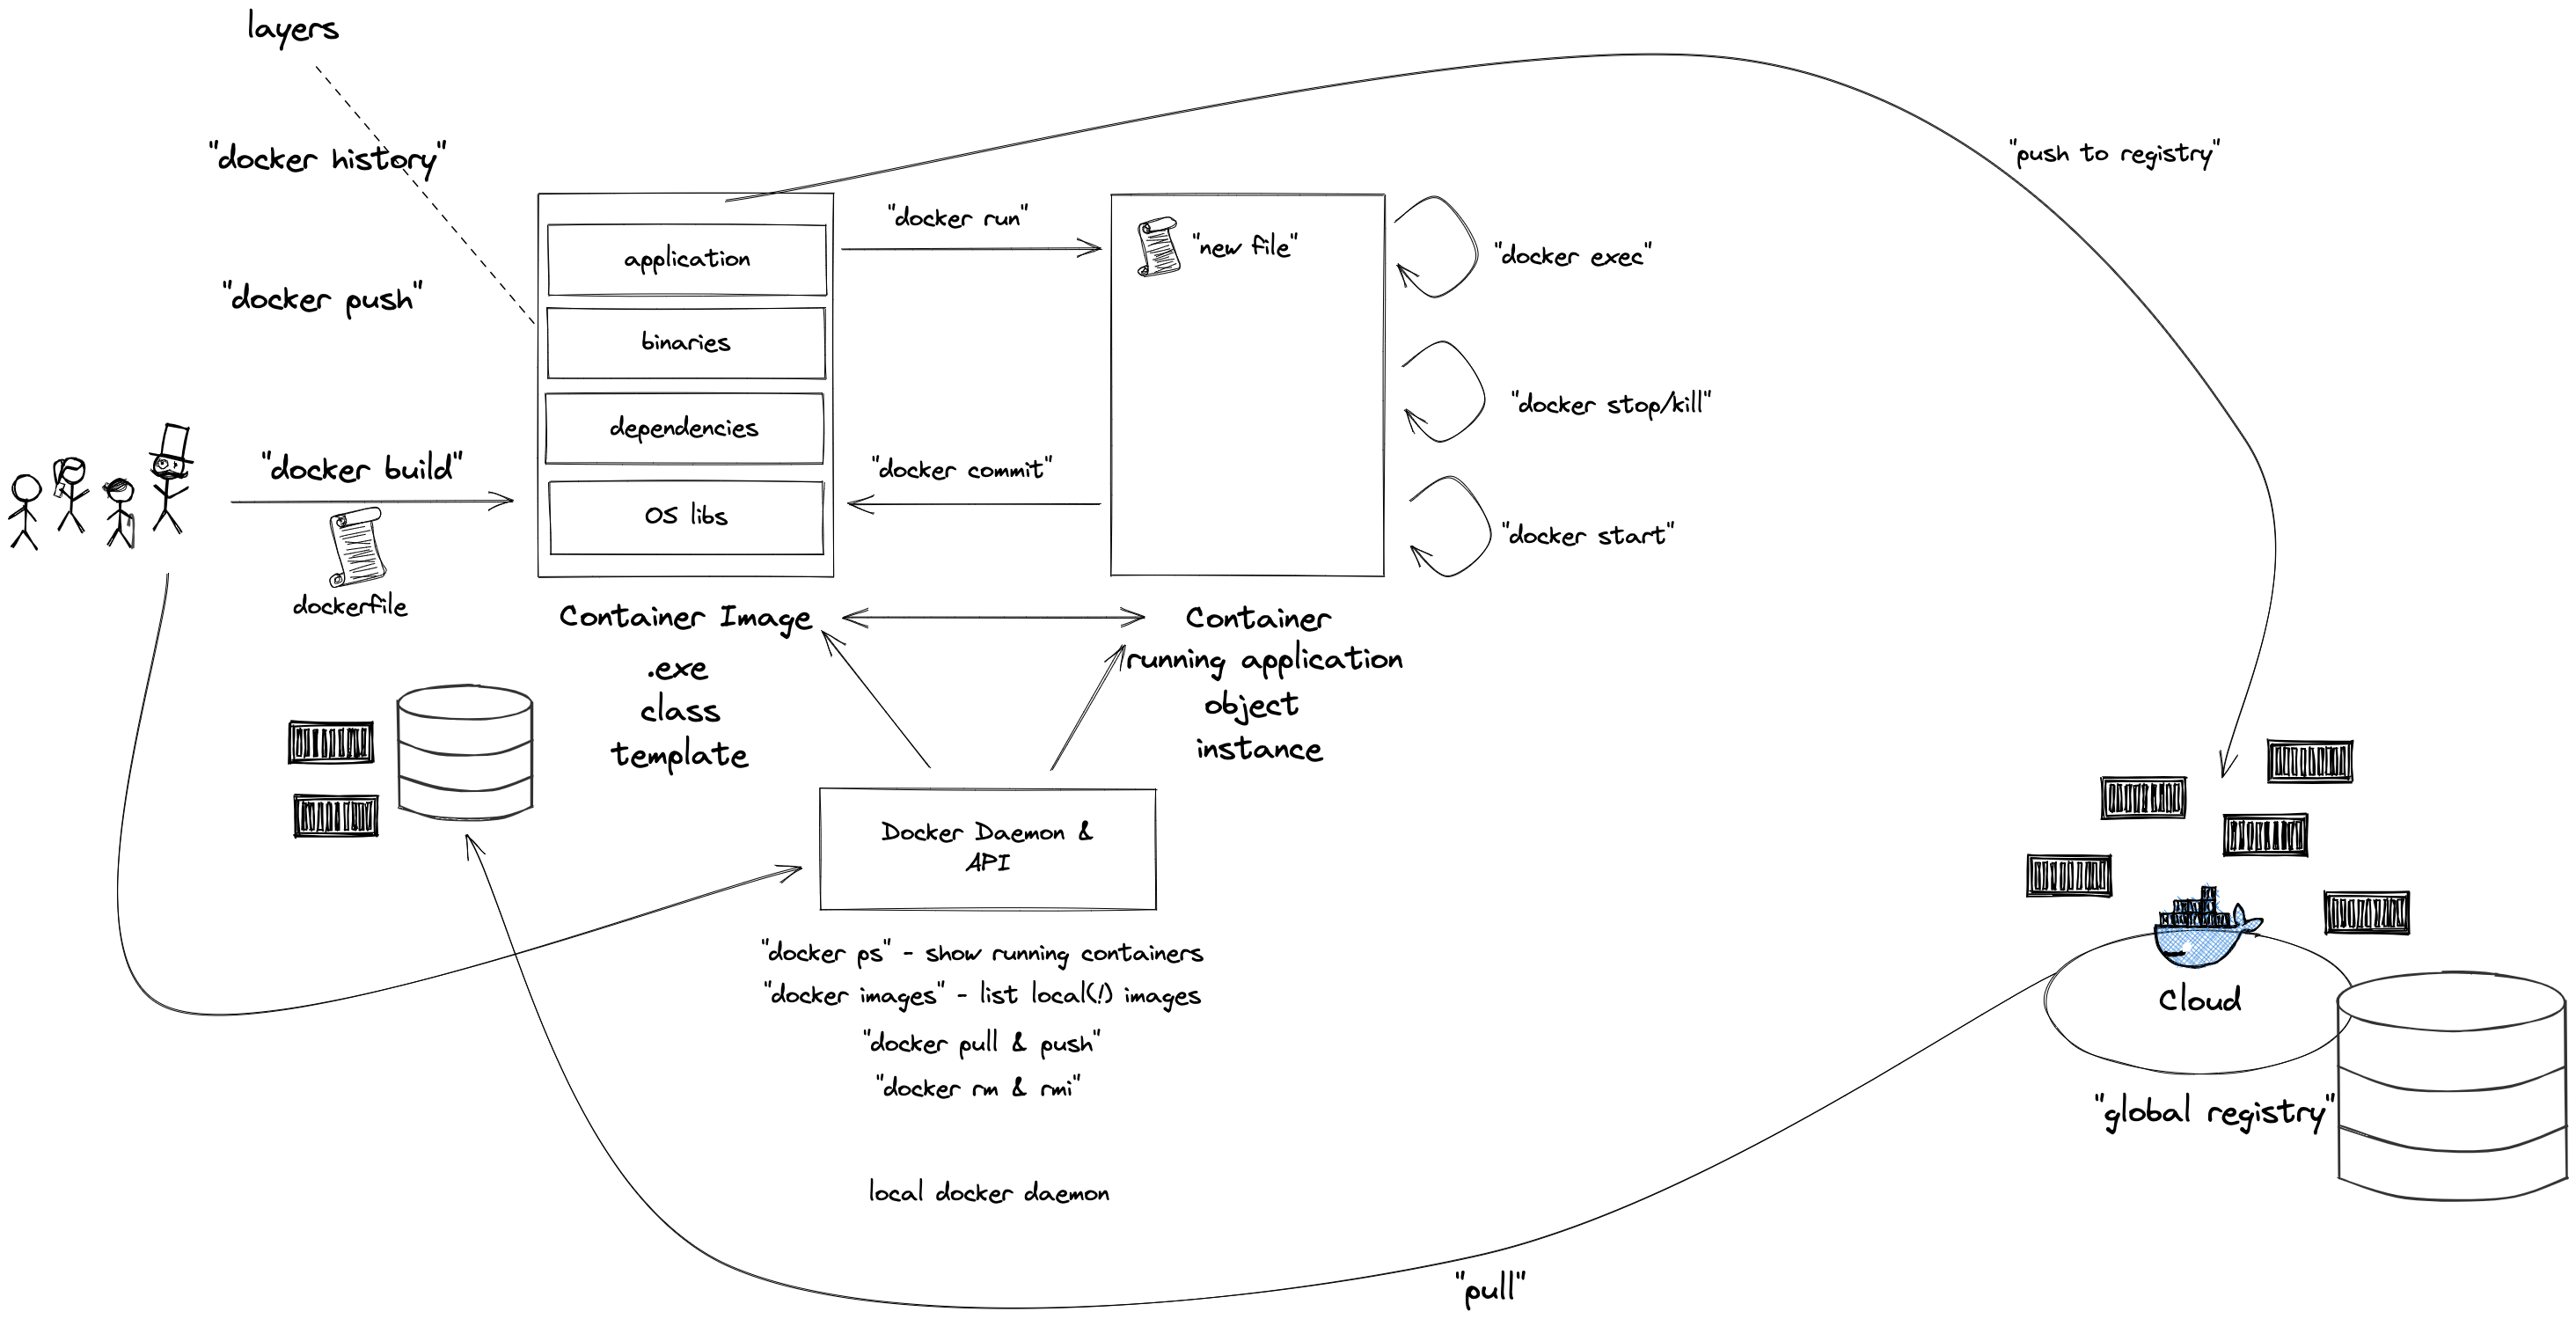 layers
"docker history"
"push to registry"
"docker run"
"new file"
"docker exec"
application
"docker push"
binaries
"docker stop/kill"
dependencies
"docker build"
"docker commit"
OS libs
"docker start"
dockerfile
Container Image
.exe
class
template
Container
running application
object
instance
Docker Daemon &
API
"docker ps" - show running containers
"docker images" - list local(!) images
"docker pull & push"
"docker rm & rmi"
local docker daemon
Cloud
"global registry"
"pull"